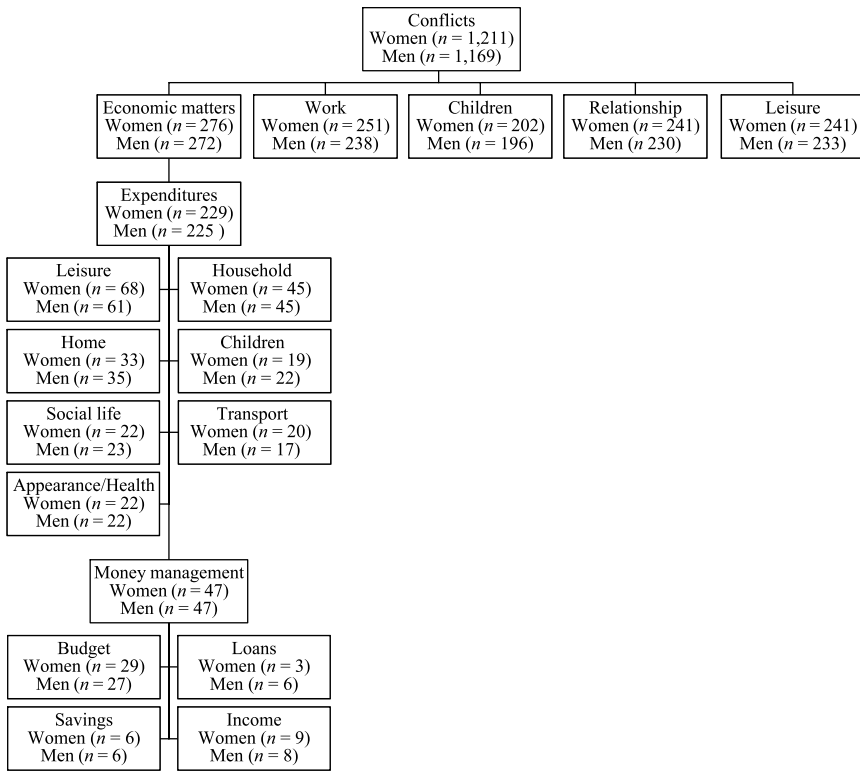 Conflicts
Women (n = 1,211)
Men (n = 1,169)
Economic matters
Women (n = 276)
Men (n = 272)
Work
Women (n = 251)
Men (n = 238)
Children
Women (n = 202)
Men (n = 196)
Relationship
Women (n = 241)
Men (n 230)
Leisure
Women (n = 241)
Men (n = 233)
Expenditures
Women (n = 229)
Men (n = 225 )
Leisure
Women (n = 68)
Men (n = 61)
Household
Women (n = 45)
Men (n = 45)
Home
Women (n = 33)
Men (n = 35)
Children
Women (n = 19)
Men (n = 22)
Social life
Women (n = 22)
Men (n = 23)
Transport
Women (n = 20)
Men (n = 17)
Appearance/Health
Women (n = 22)
Men (n = 22)
Money management
Women (n = 47)
Men (n = 47)
Budget
Women (n = 29)
Men (n = 27)
Loans
Women (n = 3)
Men (n = 6)
Savings
Women (n = 6)
Men (n = 6)
Income
Women (n = 9)
Men (n = 8)